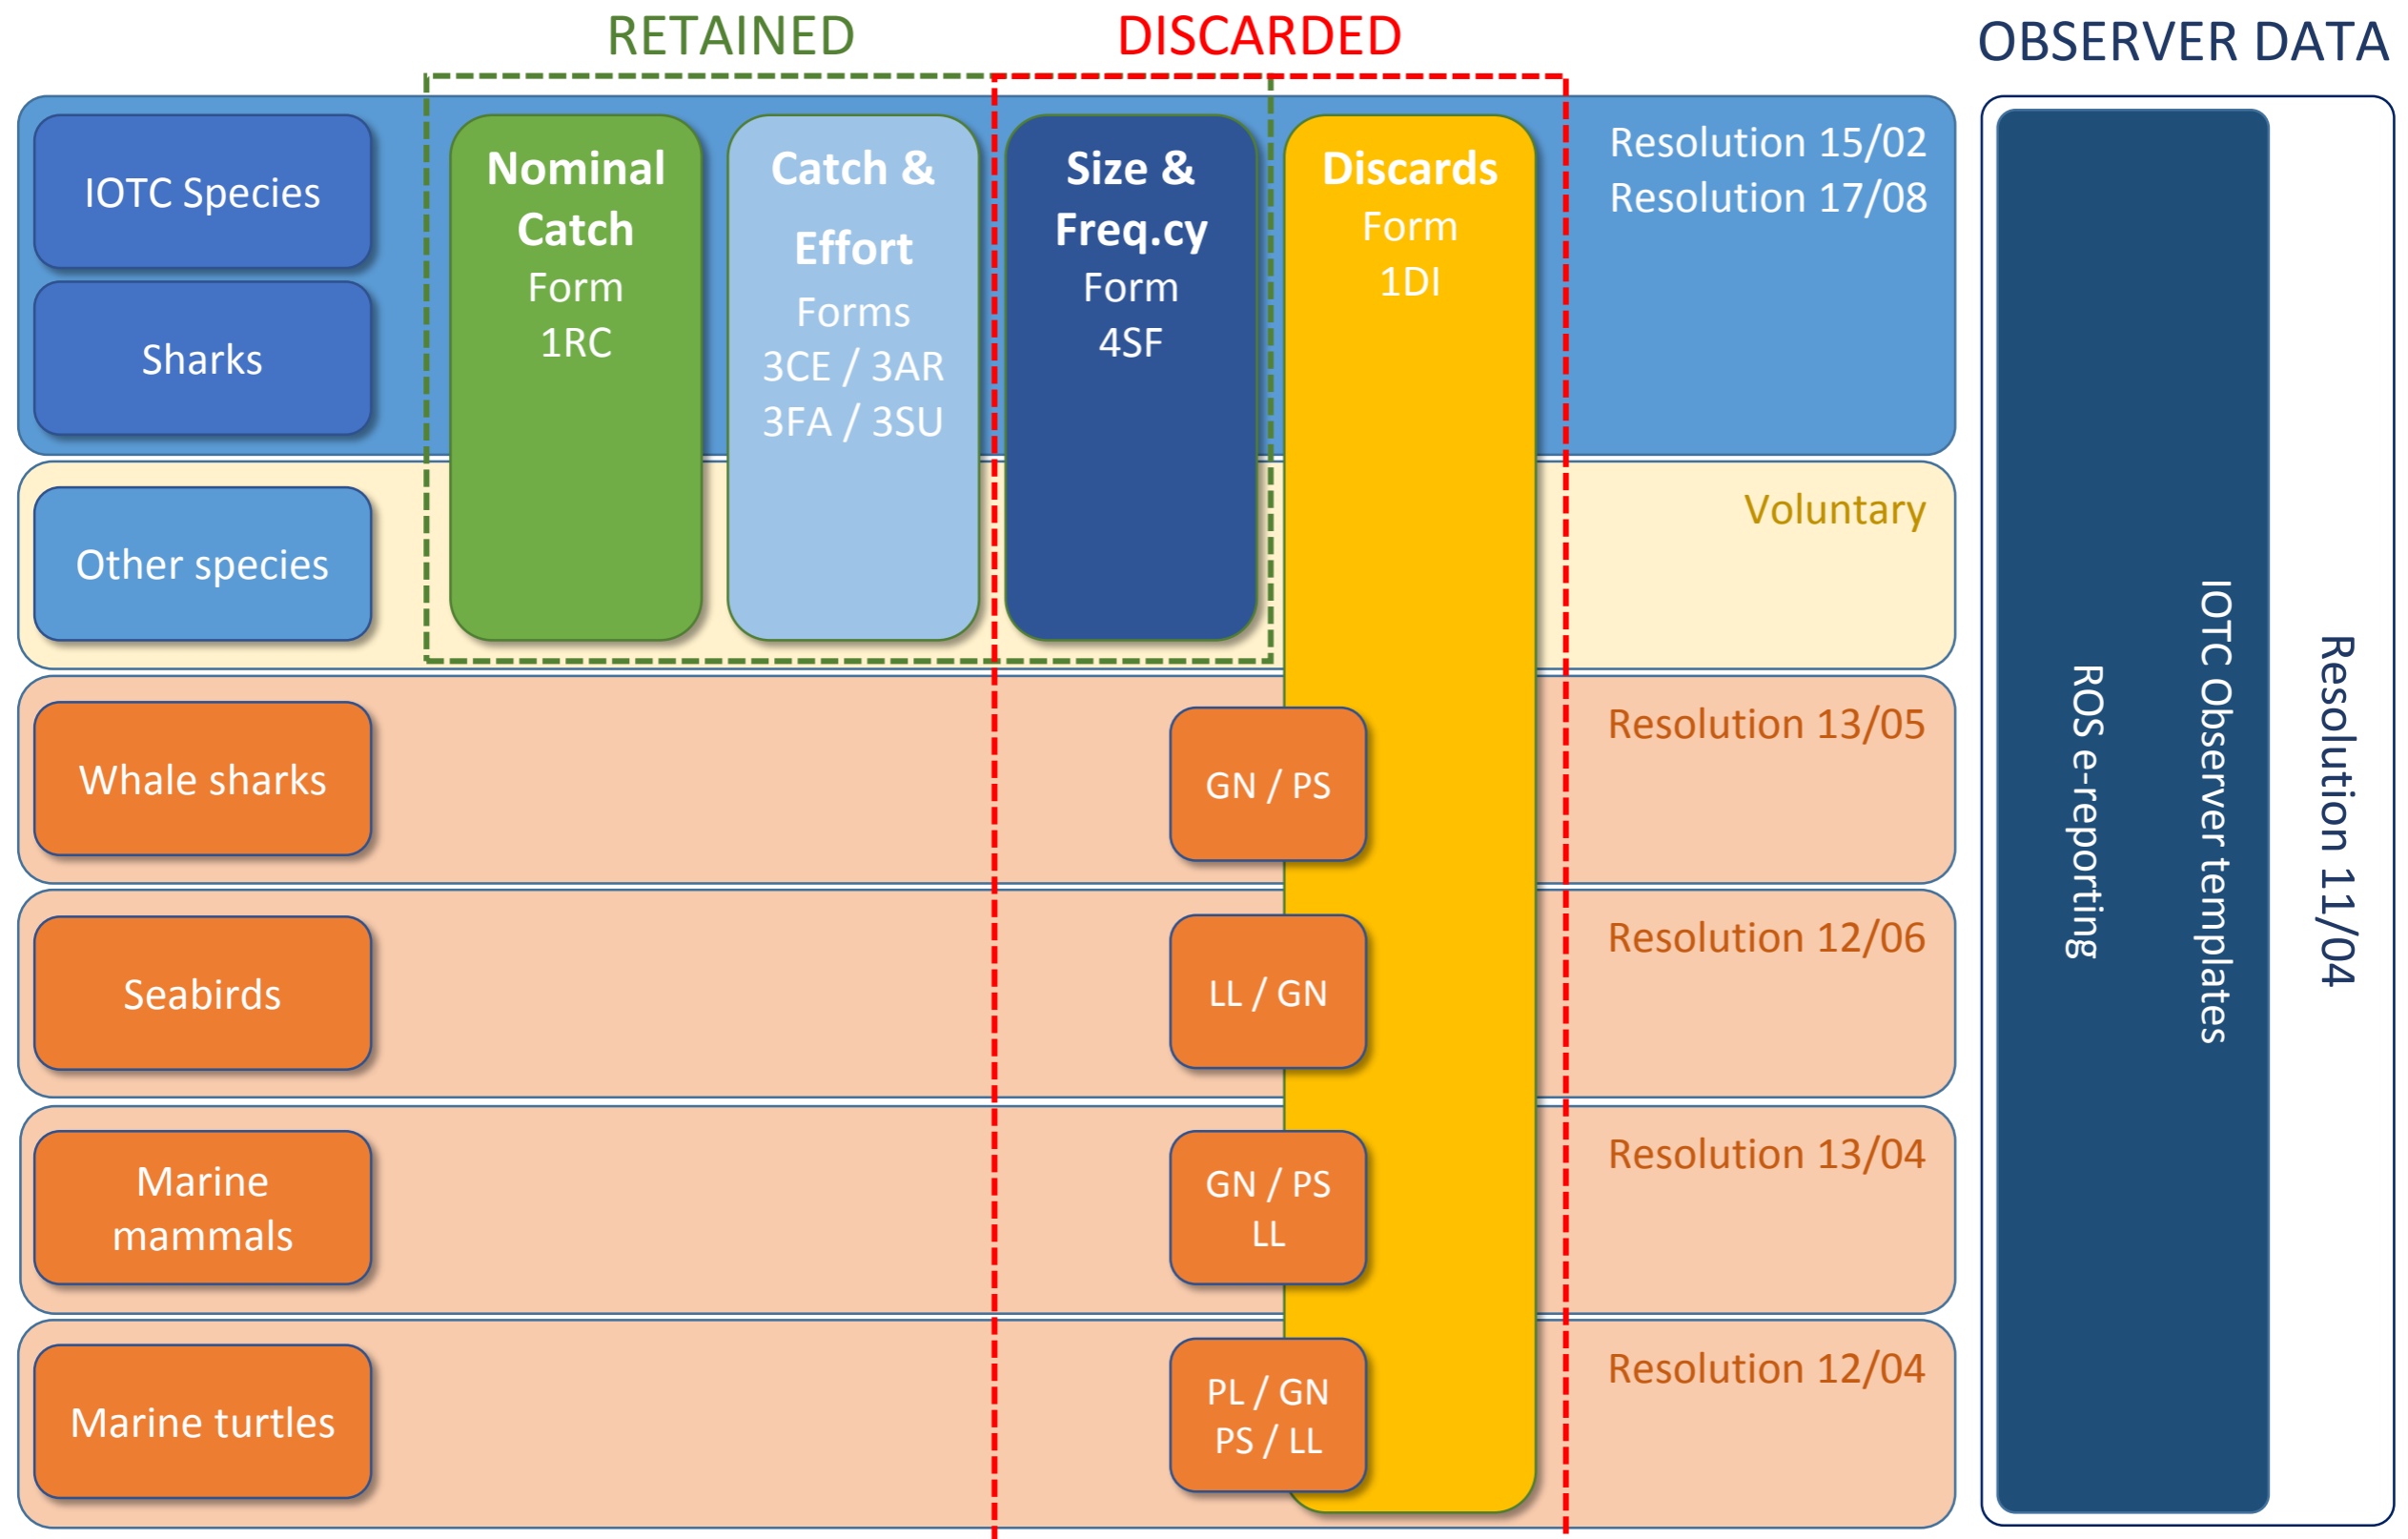 RETAINED
DISCARDED
OBSERVER DATA
IOTC Species
Sharks
Nominal
Catch
Form
1RC
Catch &
Effort
Forms
3CE / 3AR
3FA / 3SU
Size &
Freq.cy
Form
4SF
Discards
Form
1DI
Resolution 15/02
Resolution 17/08
Other species
Voluntary
Whale sharks
GN / PS
Resolution 13/05
Seabirds
LL / GN
Resolution 12/06
Marine
mammals
GN / PS
LL
Resolution 13/04
Marine turtles
PL / GN
PS / LL
Resolution 12/04
Resolution 11/04
IOTC Observer templates
ROS e-reporting